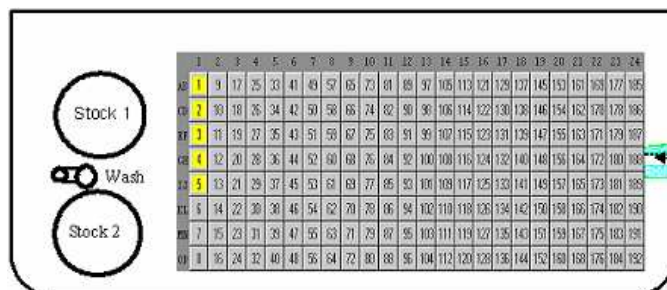 Stock 1
Wash
Stock 2
1 2 3 4 5 6 7 8 9 10 11 12 13 14 15 16 17 18 19 20 21 22 23 24
AB 1 9 17 25 33 41 49 57 65 73 81 89 97 105 113 121 129 137 145 153 161 169 177 185
CD 2 10 18 26 34 42 50 58 66 74 82 90 98 106 114 122 130 138 146 154 162 170 178 186
EF 3 11 19 27 35 43 51 59 67 75 83 91 99 107 115 123 131 139 147 155 163 171 179 187
GH 4 12 20 28 36 44 52 60 68 76 84 92 100 108 116 124 132 140 148 156 164 172 180 188
IJ 5 13 21 29 37 45 53 61 69 77 85 93 101 109 117 125 133 141 149 157 165 173 181 189
KL 6 14 22 30 38 46 54 62 70 78 86 94 102 110 118 126 134 142 150 158 166 174 182 190
MN 7 15 23 31 39 47 55 63 71 79 87 95 103 111 119 127 135 143 151 159 167 175 183 191
OP 8 16 24 32 40 48 56 64 72 80 88 96 104 112 120 128 136 144 152 160 168 176 184 192